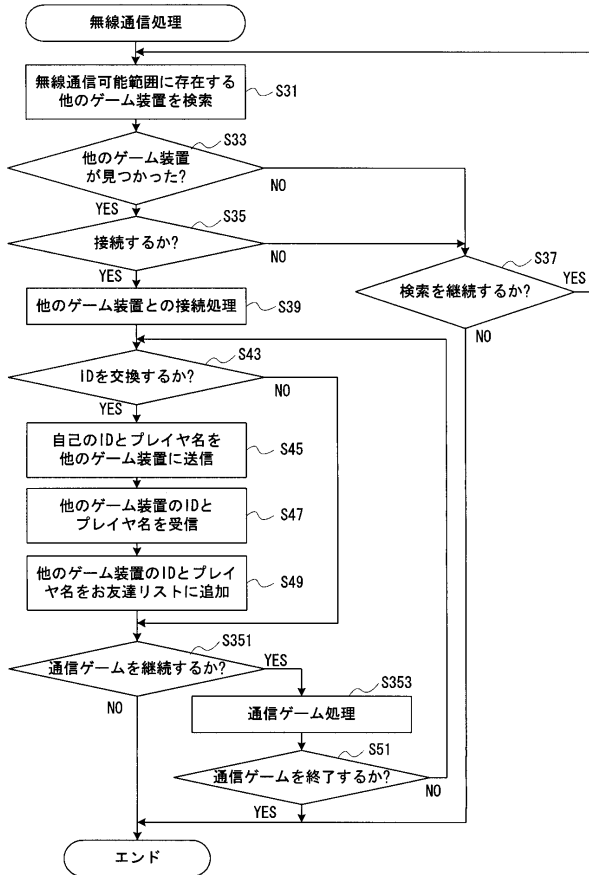 無線通信処理
無線通信可能範囲に存在する
他のゲーム装置を検索
S31
S33
他のゲーム装置
が見つかった?
NO
YES
S35
接続するか?
NO
YES
S37
検索を継続するか?
YES
NO
他のゲーム装置との接続処理
S39
S43
IDを交換するか?
NO
YES
自己のIDとプレイヤ名を
他のゲーム装置に送信
S45
他のゲーム装置のIDと
プレイヤ名を受信
S47
他のゲーム装置のIDとプレイ
ヤ名をお友達リストに追加
S49
S351
通信ゲームを継続するか?
YES
NO
S353
通信ゲーム処理
S51
通信ゲームを終了するか?
NO
YES
エンド